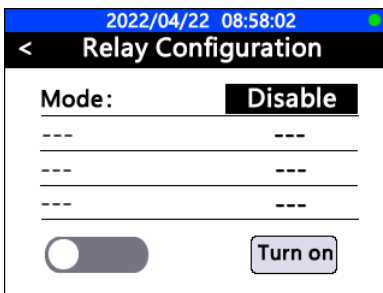 2022/04/22 08:58:02
< Relay Configuration
Mode: Disable
--- ---
--- ---
--- ---
Turn on